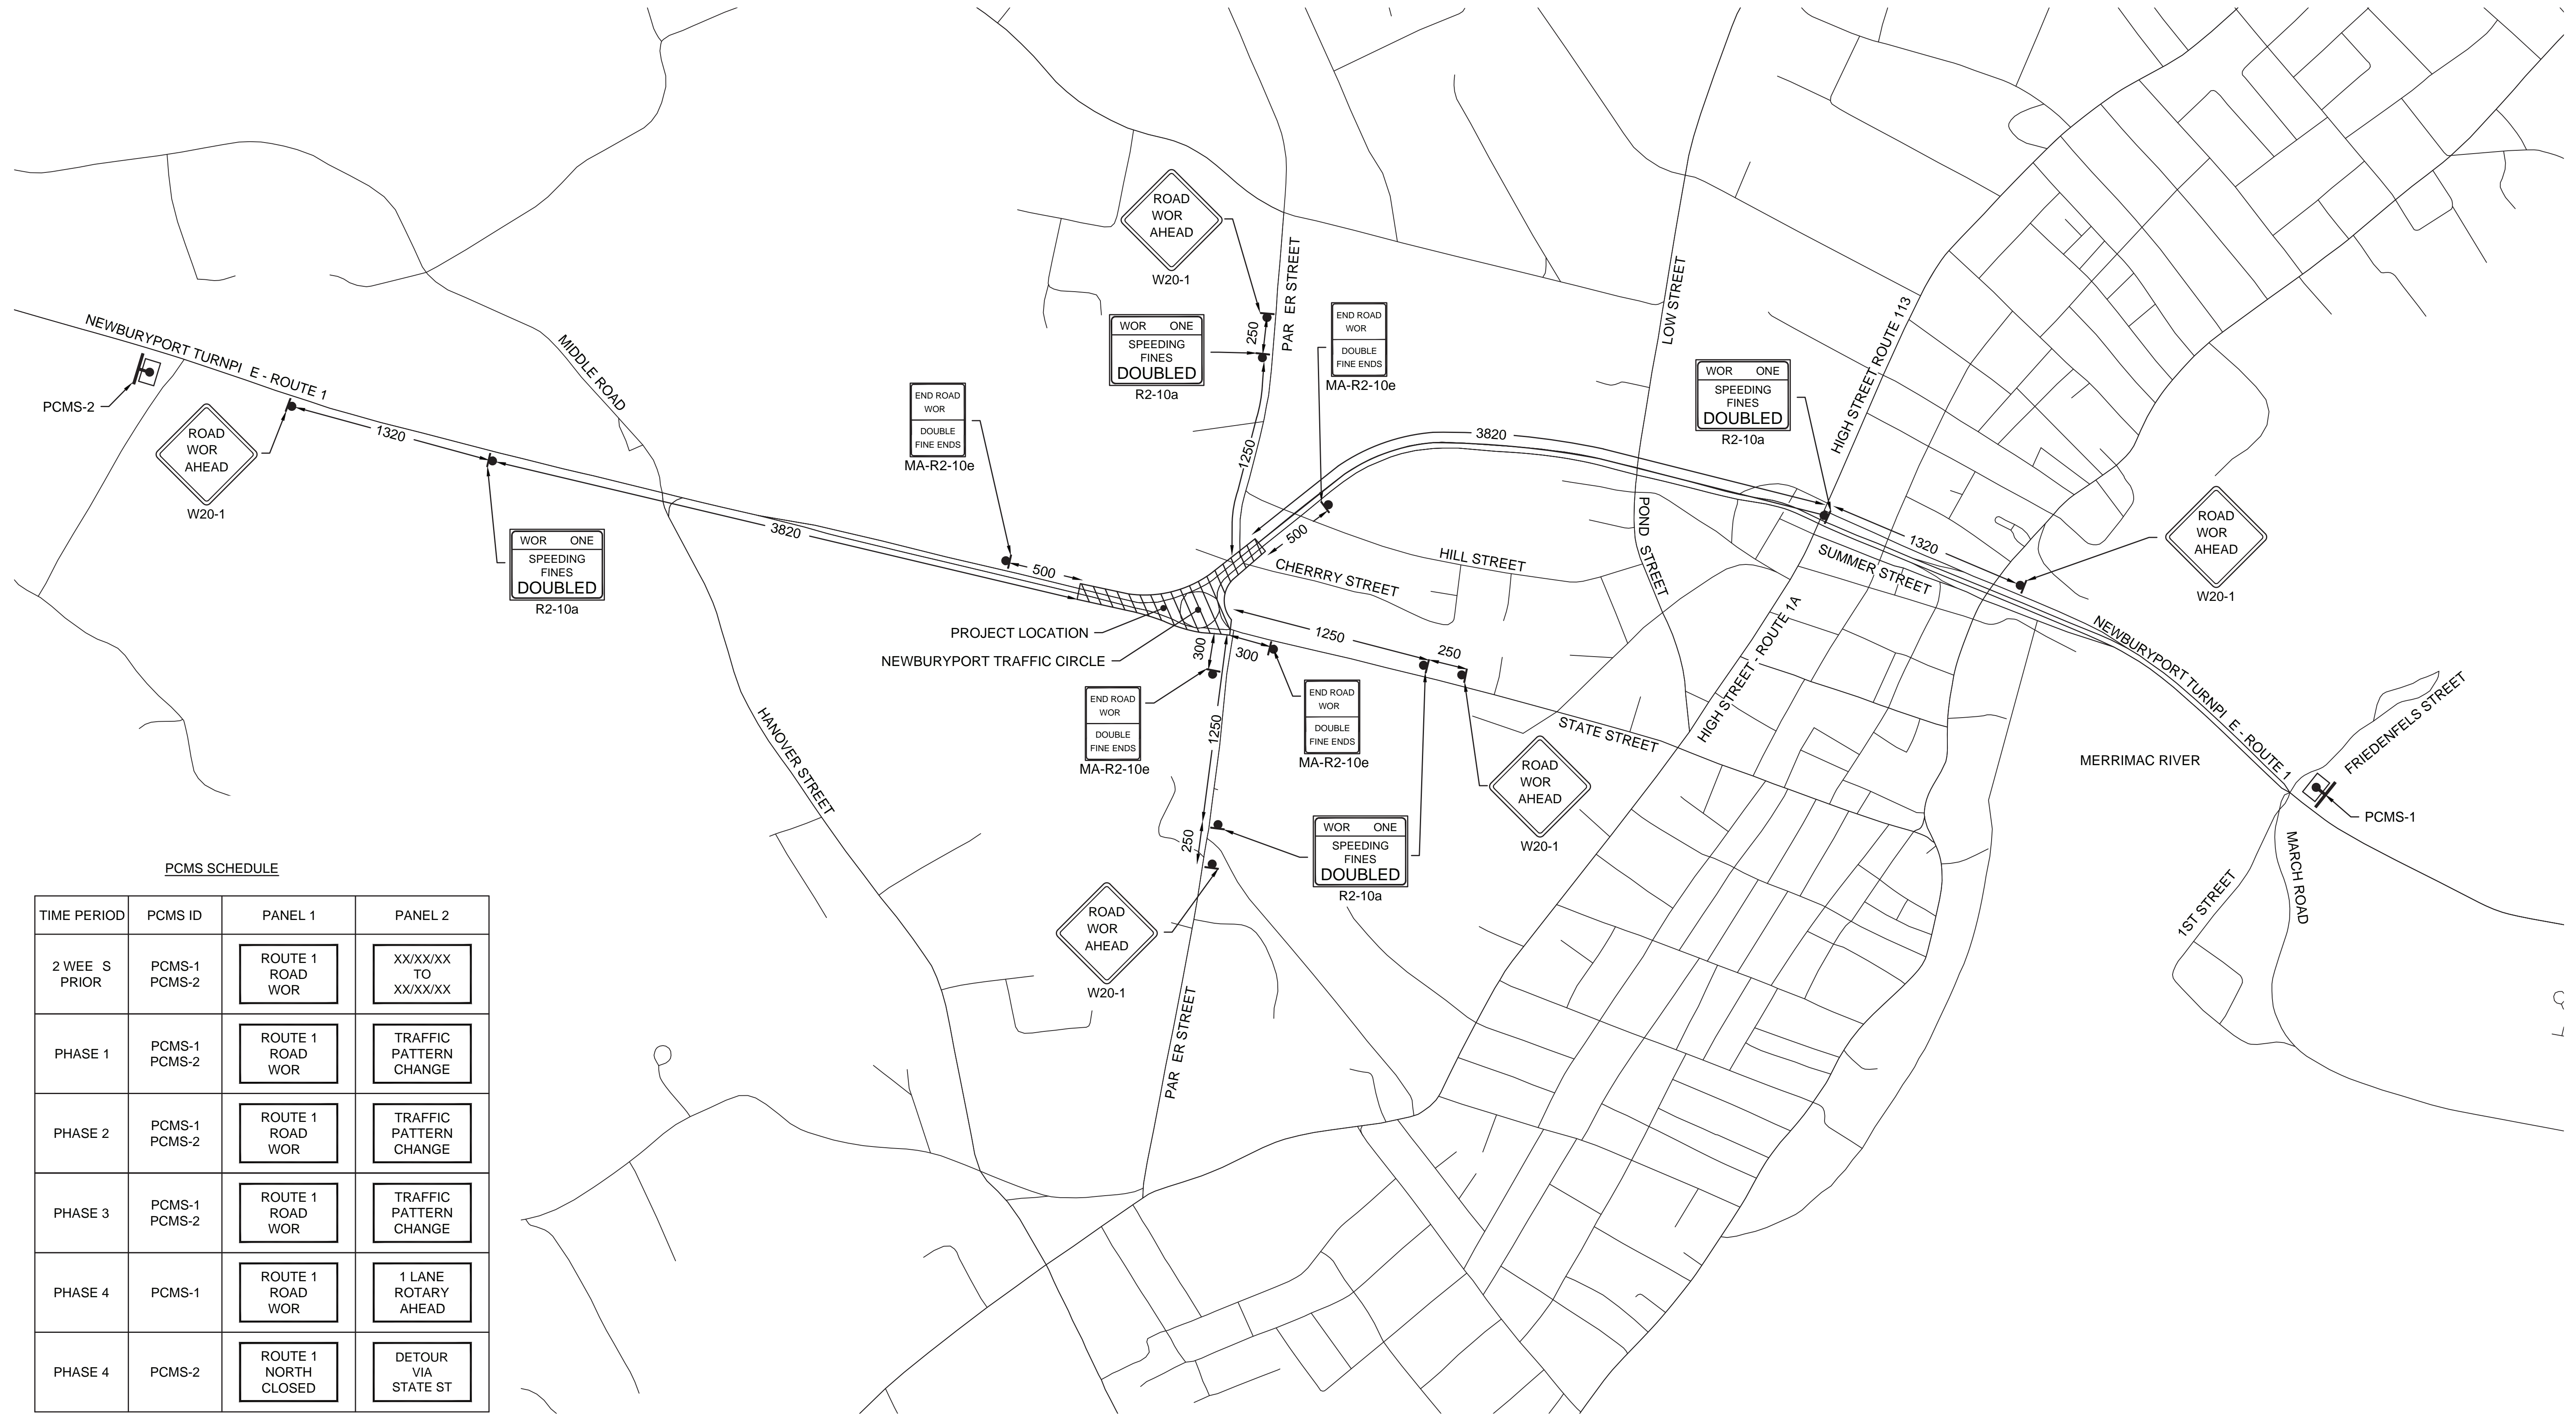 ROAD
WOR
AHEAD
W20-1
PAR ER STREET
250
WOR ONE
SPEEDING
FINES
DOUBLED
R2-10a
END ROAD
WOR
DOUBLE
FINE ENDS
MA-R2-10e
LOW STREET
HIGH STREET ROUTE 113
WOR ONE
SPEEDING
FINES
DOUBLED
R2-10a
NEWBURYPORT TURNPI E - ROUTE 1
PCMS-2
MIDDLE ROAD
ROAD
WOR
AHEAD
W20-1
1320
END ROAD
WOR
DOUBLE
FINE ENDS
MA-R2-10e
1250
3820
3820
WOR ONE
SPEEDING
FINES
DOUBLED
R2-10a
500
500
HILL STREET
CHERRRY STREET
POND STREET
SUMMER STREET
1320
ROAD
WOR
AHEAD
W20-1
PROJECT LOCATION
NEWBURYPORT TRAFFIC CIRCLE
300
300
1250
250
HIGH STREET - ROUTE 1A
NEWBURYPORT TURNPI E - ROUTE 1
FRIEDENFELS STREET
MERRIMAC RIVER
PCMS-1
MARCH ROAD
1ST STREET
END ROAD
WOR
DOUBLE
FINE ENDS
MA-R2-10e
END ROAD
WOR
DOUBLE
FINE ENDS
MA-R2-10e
STATE STREET
ROAD
WOR
AHEAD
W20-1
HANOVER STREET
1250
250
WOR ONE
SPEEDING
FINES
DOUBLED
R2-10a
ROAD
WOR
AHEAD
W20-1
PAR ER STREET
PCMS SCHEDULE
TIME PERIOD PCMS ID PANEL 1 PANEL 2
2 WEE S
PRIOR
PCMS-1
PCMS-2
ROUTE 1
ROAD
WOR
XX/XX/XX
TO
XX/XX/XX
PHASE 1
PCMS-1
PCMS-2
ROUTE 1
ROAD
WOR
TRAFFIC
PATTERN
CHANGE
PHASE 2
PCMS-1
PCMS-2
ROUTE 1
ROAD
WOR
TRAFFIC
PATTERN
CHANGE
PHASE 3
PCMS-1
PCMS-2
ROUTE 1
ROAD
WOR
TRAFFIC
PATTERN
CHANGE
PHASE 4
PCMS-1
ROUTE 1
ROAD
WOR
1 LANE
ROTARY
AHEAD
PHASE 4
PCMS-2
ROUTE 1
NORTH
CLOSED
DETOUR
VIA
STATE ST